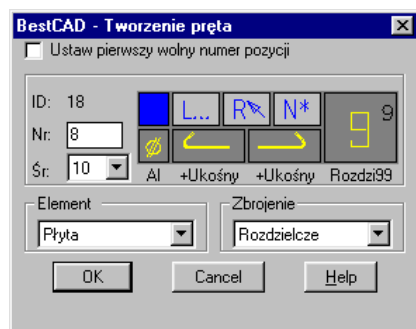 BestCAD - Tworzenie pręta
Ustaw pierwszy wolny numer pozycji
ID: 18
L... R N* 9
Nr: 8
Śr: 10
Al +Ukośny +Ukośny Rozdzi99
Element Zbrojenie
Płyta Rozdzielcze
OK Cancel Help